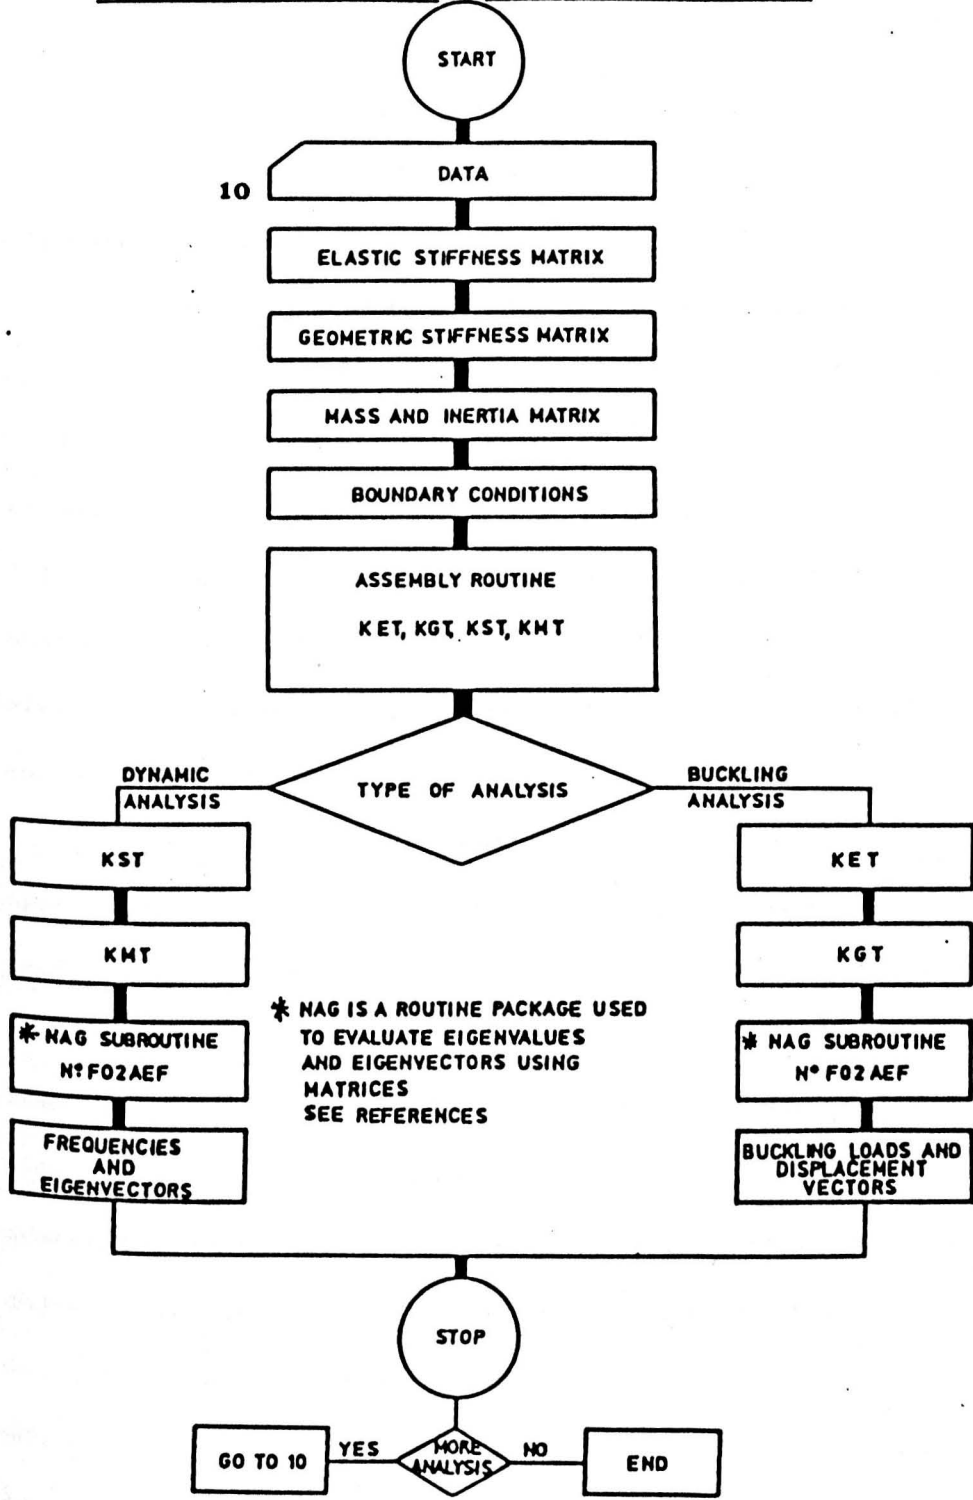 START
10
DATA
ELASTIC STIFFNESS MATRIX
GEOMETRIC STIFFNESS MATRIX
MASS AND INERTIA MATRIX
BOUNDARY CONDITIONS
ASSEMBLY ROUTINE
KET, KGT, KST, KMT
TYPE OF ANALYSIS
DYNAMIC
ANALYSIS
BUCKLING
ANALYSIS
KST
KET
KMT
KGT
* NAG SUBROUTINE
Nº F02AEF
* NAG IS A ROUTINE PACKAGE USED
TO EVALUATE EIGENVALUES
AND EIGENVECTORS USING
MATRICES
SEE REFERENCES
* NAG SUBROUTINE
Nº F02AEF
FREQUENCIES
AND
EIGENVECTORS
BUCKLING LOADS AND
DISPLACEMENT
VECTORS
STOP
GO TO 10
YES
MORE
ANALYSIS
NO
END